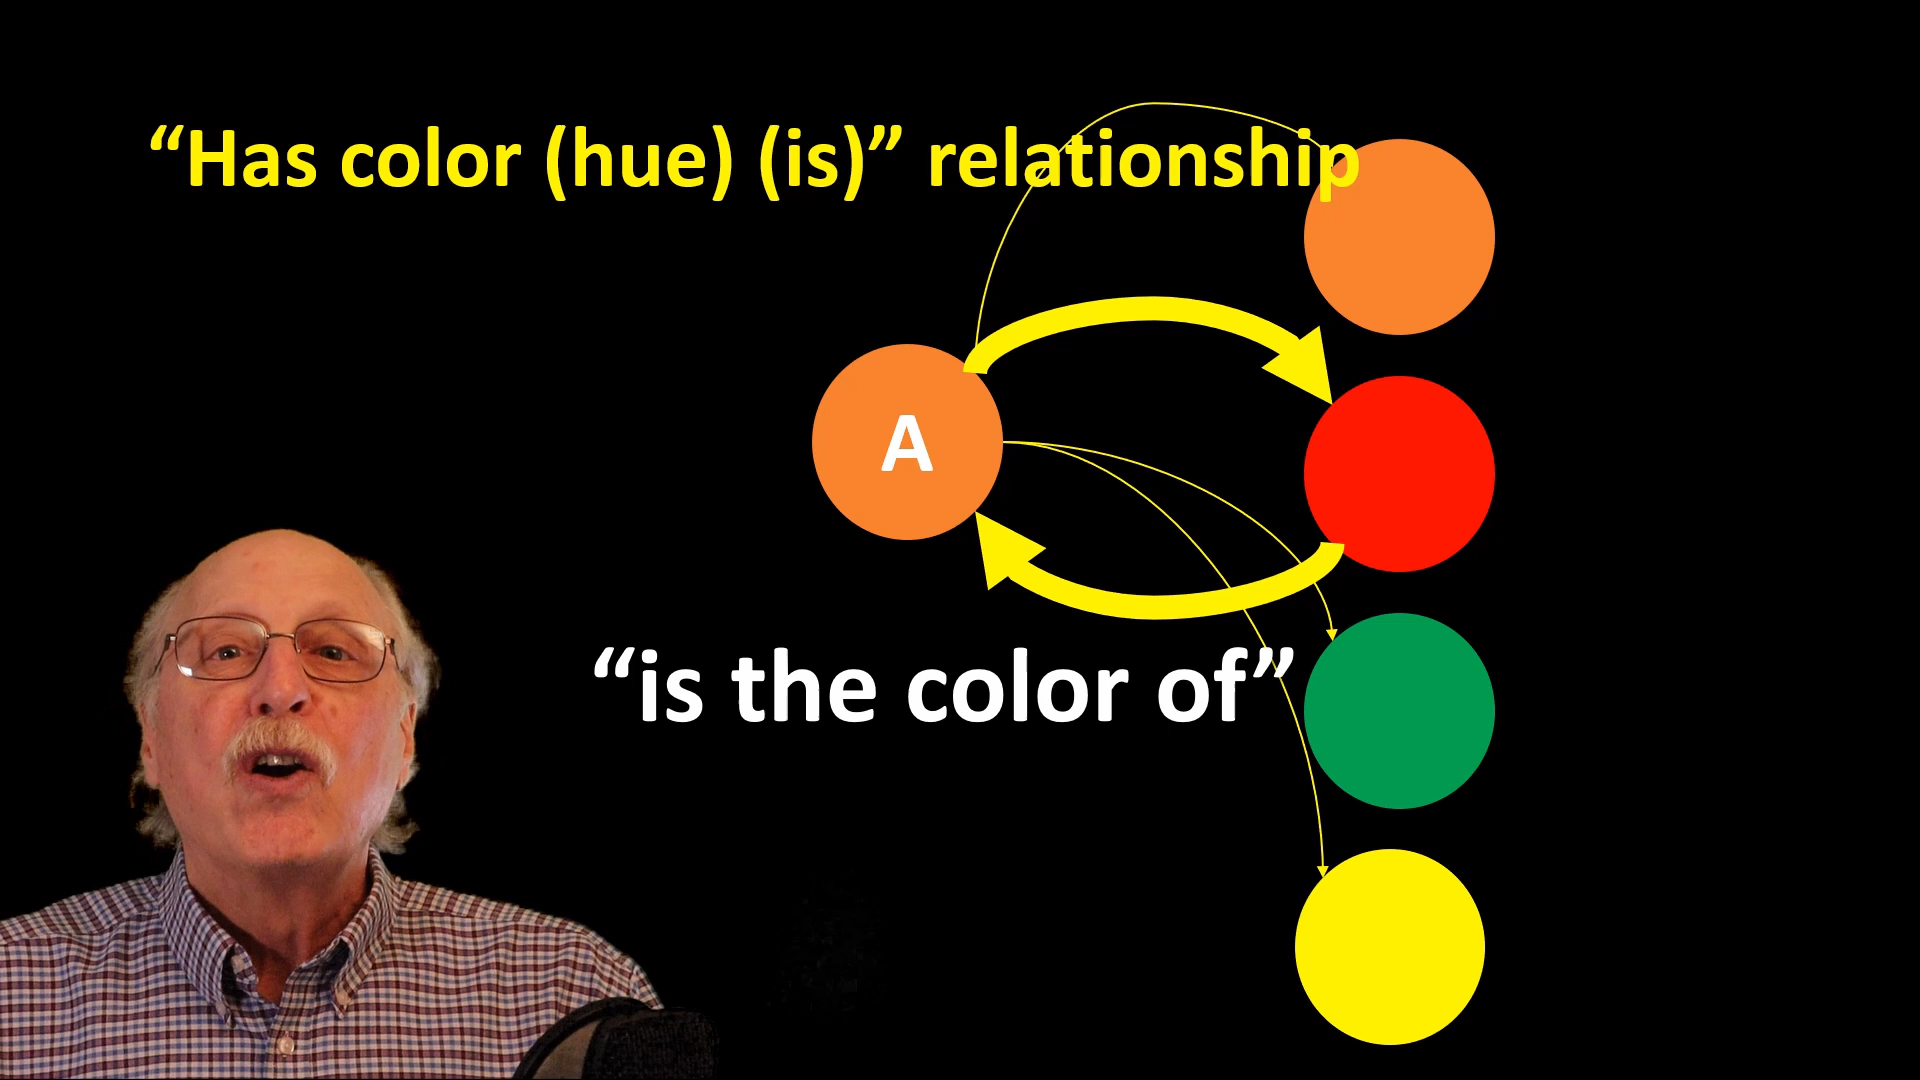 “Has color (hue) (is)” relationship
A
“is the color of”